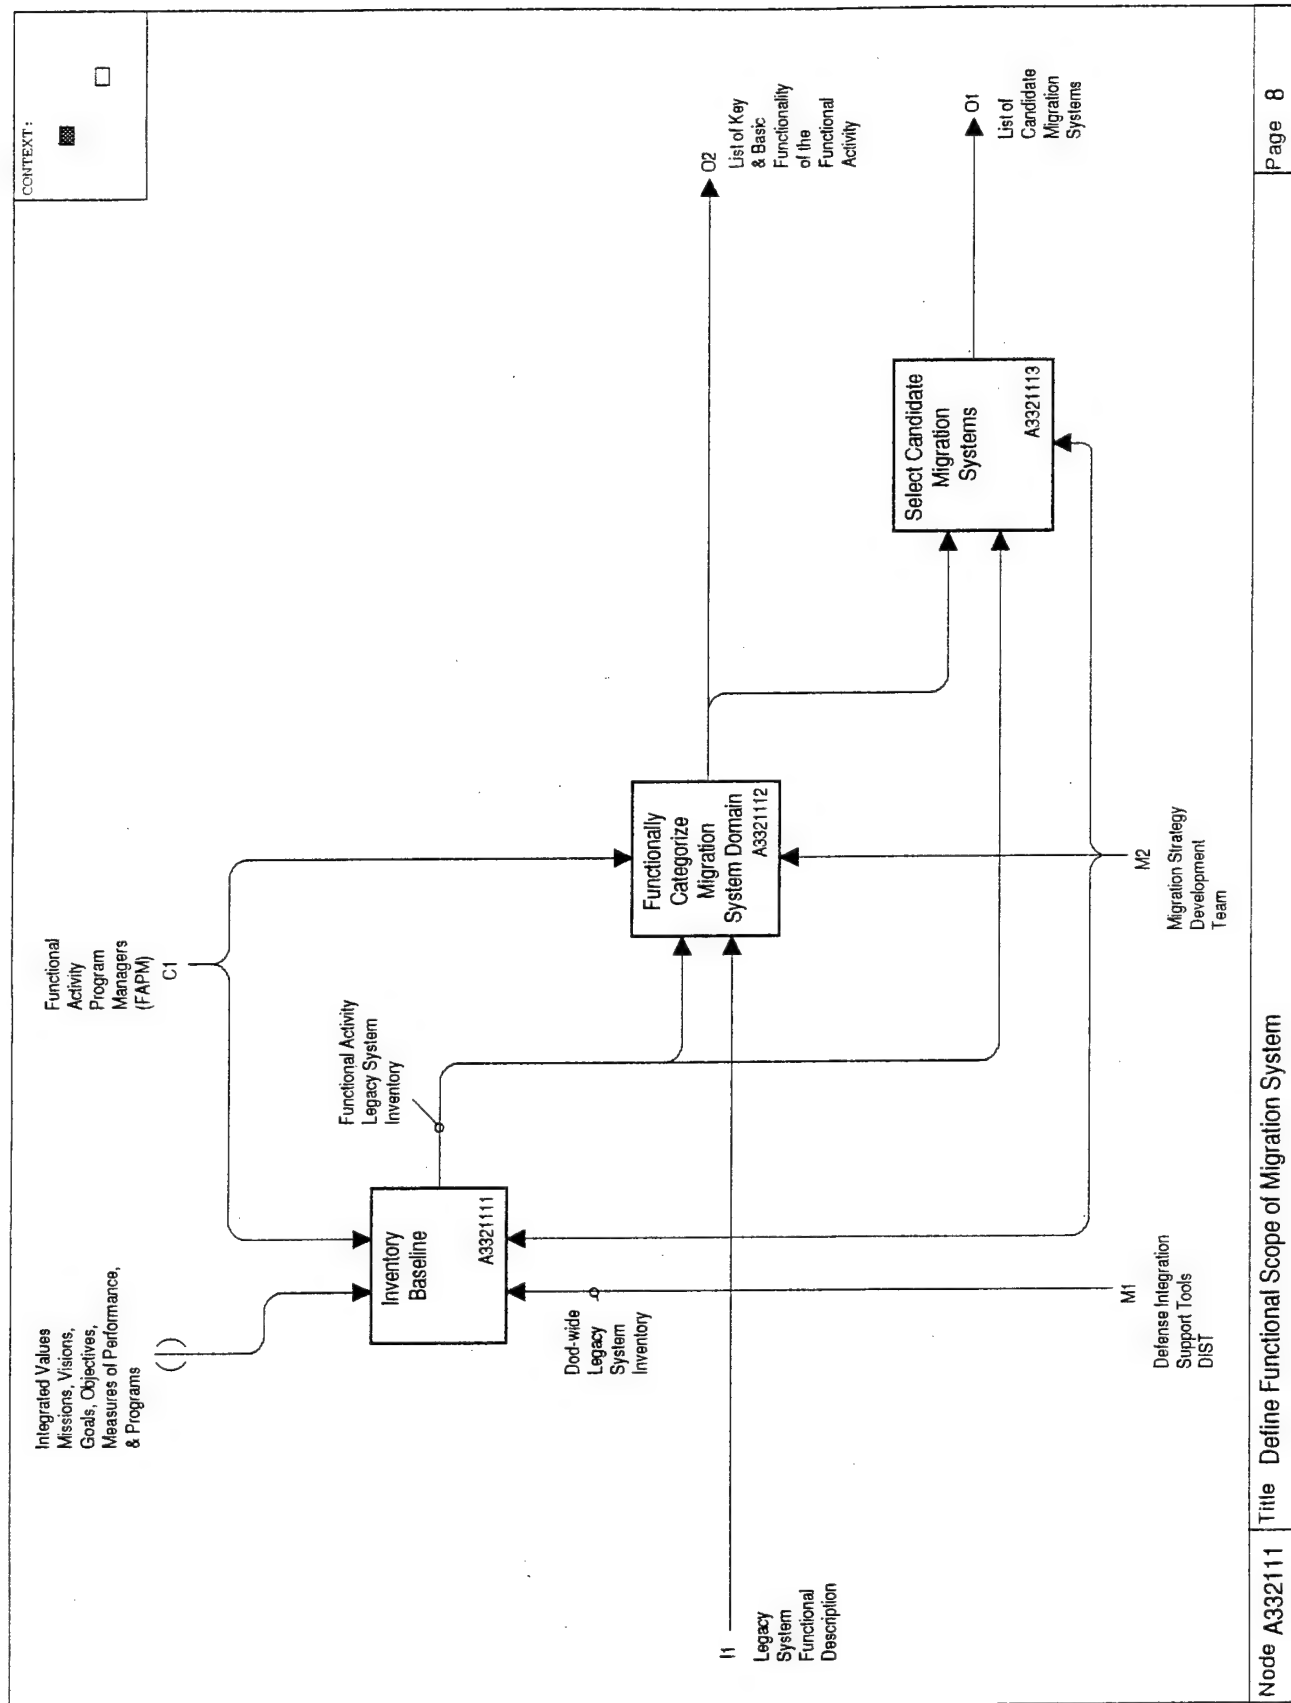 CONTEXT:
Integrated Values
Missions, Visions,
Goals, Objectives,
Measures of Performance,
& Programs
Functional
Activity
Program
Managers
(FAPM)
C1
Inventory
Baseline
A3321111
Functional Activity
Legacy System
Inventory
Dod-wide
Legacy
System
Inventory
Functionally
Categorize
Migration
System Domain
A3321112
O2
List of Key
& Basic
Functionality
of the
Functional
Activity
Select Candidate
Migration
Systems
A3321113
O1
List of
Candidate
Migration
Systems
I1
Legacy
System
Functional
Description
M1
Defense Integration
Support Tools
DIST
M2
Migration Strategy
Development
Team
Node A332111
Title Define Functional Scope of Migration System
Page 8